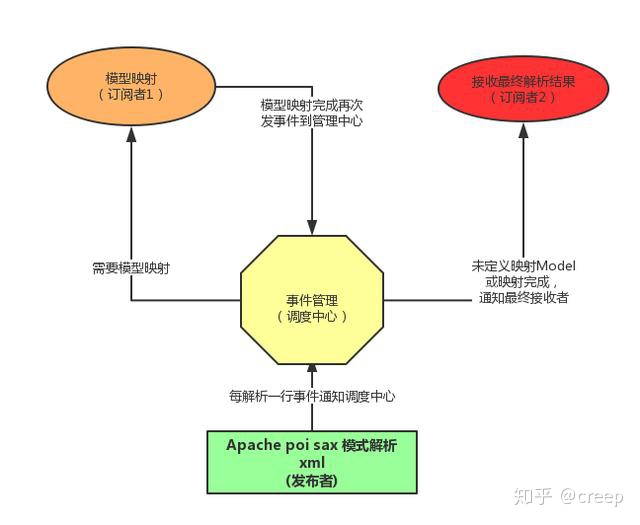 模型映射
（订阅者1）
接收最终解析结果
（订阅者2）
模型映射完成再次
发事件到管理中心
需要模型映射
未定义映射Model
或映射完成，
通知最终接收者
事件管理
（调度中心）
每解析一行事件通知调度中心
Apache poi sax 模式解析
xml
(发布者)
知乎 @creep